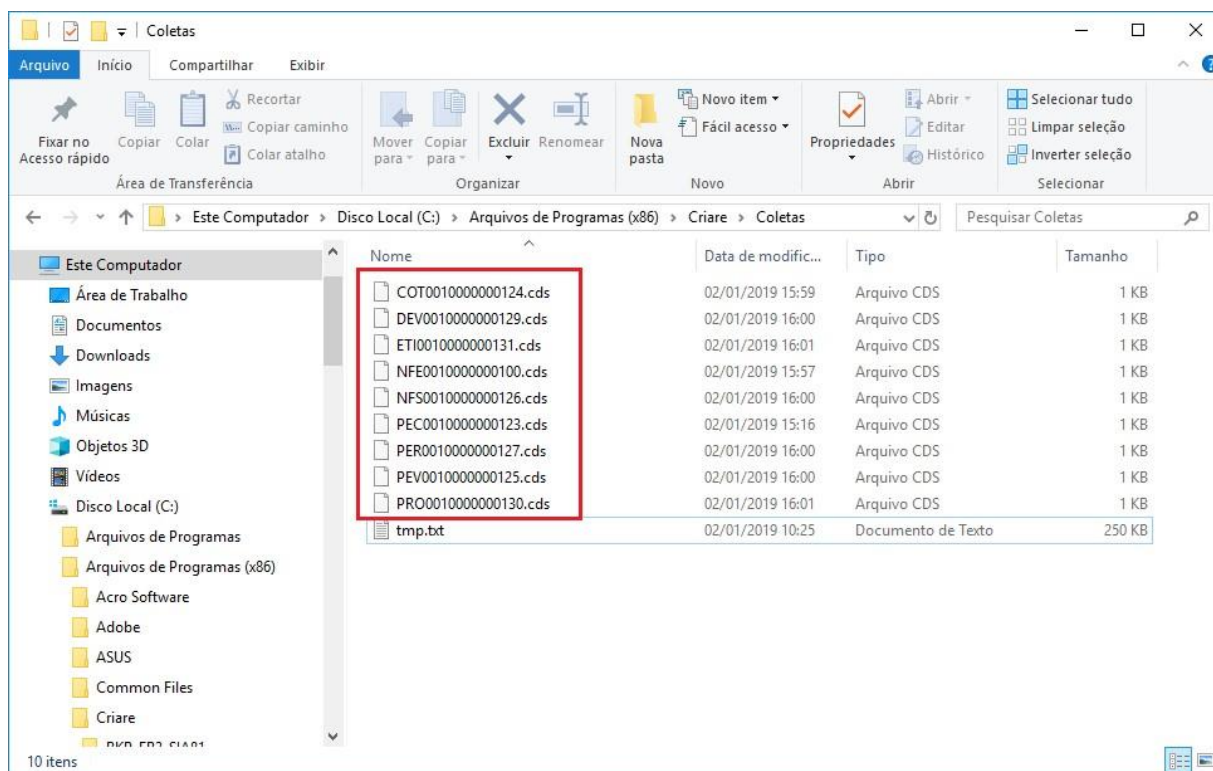 Coletas
Arquivo Início Compartilhar Exibir
Fixar no Acesso rápido
Copiar
Colar
Recortar
Copiar caminho
Colar atalho
Área de Transferência
Mover para
Copiar para
Excluir
Renomear
Organizar
Nova pasta
Novo item
Fácil acesso
Novo
Propriedades
Abrir
Editar
Histórico
Abrir
Selecionar tudo
Limpar seleção
Inverter seleção
Selecionar
Este Computador > Disco Local (C:) > Arquivos de Programas (x86) > Criare > Coletas
Pesquisar Coletas
Este Computador
Área de Trabalho
Documentos
Downloads
Imagens
Músicas
Objetos 3D
Vídeos
Disco Local (C:)
Arquivos de Programas
Arquivos de Programas (x86)
Acro Software
Adobe
ASUS
Common Files
Criare
Nome Data de modific... Tipo Tamanho
COT0010000000124.cds 02/01/2019 15:59 Arquivo CDS 1 KB
DEV0010000000129.cds 02/01/2019 16:00 Arquivo CDS 1 KB
ETI0010000000131.cds 02/01/2019 16:01 Arquivo CDS 1 KB
NFE0010000000100.cds 02/01/2019 15:57 Arquivo CDS 1 KB
NFS0010000000126.cds 02/01/2019 16:00 Arquivo CDS 1 KB
PEC0010000000123.cds 02/01/2019 15:16 Arquivo CDS 1 KB
PER0010000000127.cds 02/01/2019 16:00 Arquivo CDS 1 KB
PEV0010000000125.cds 02/01/2019 16:00 Arquivo CDS 1 KB
PRO0010000000130.cds 02/01/2019 16:01 Arquivo CDS 1 KB
tmp.txt 02/01/2019 10:25 Documento de Texto 250 KB
10 itens